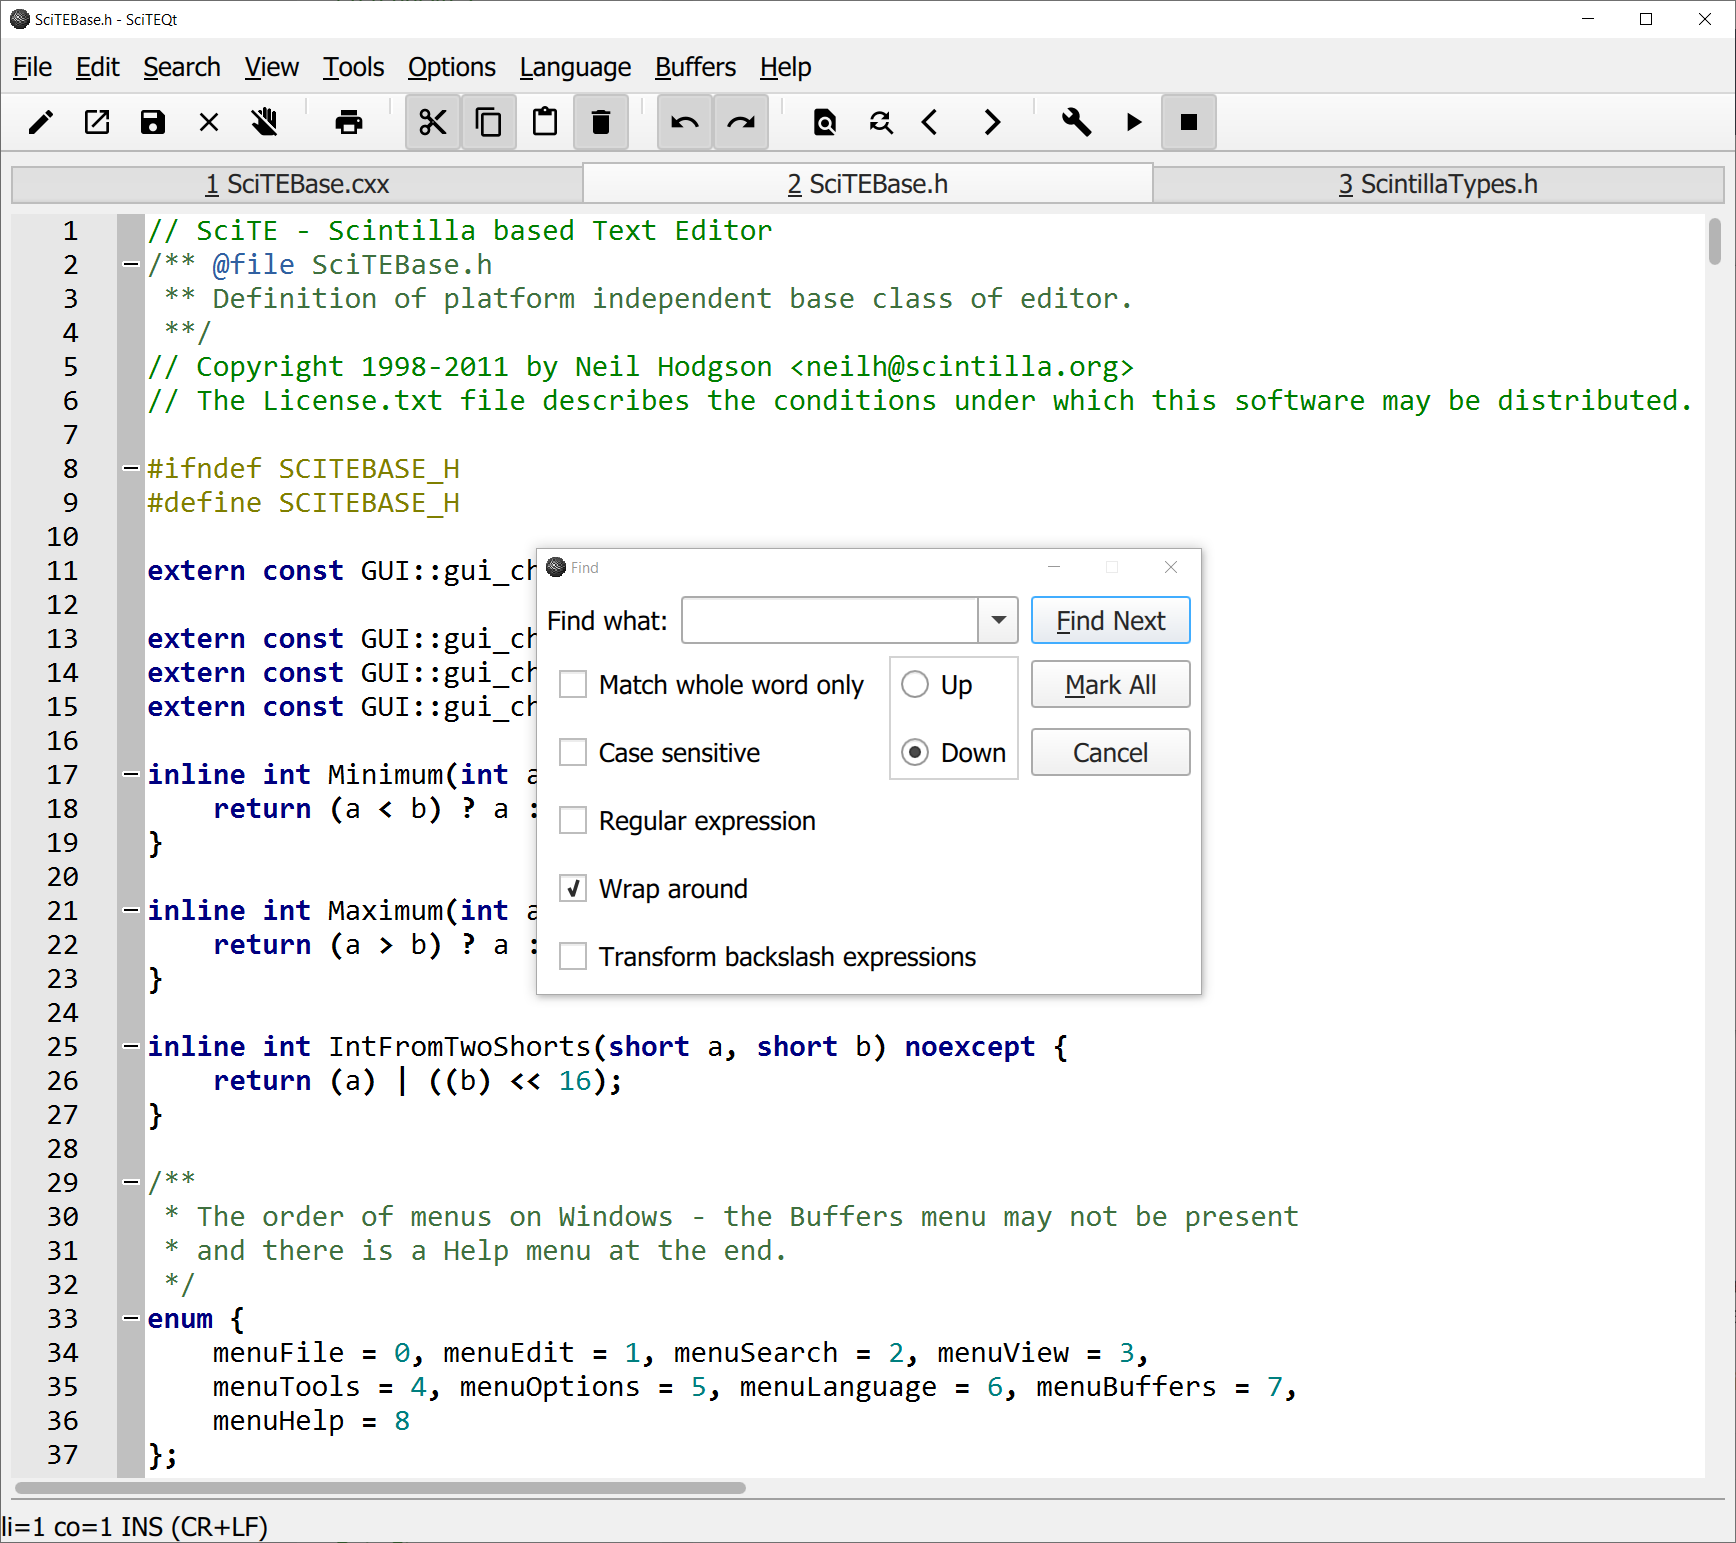 SciTEBase.h - SciTEQt
File Edit Search View Tools Options Language Buffers Help
1 SciTEBase.cxx
2 SciTEBase.h
3 ScintillaTypes.h
1 // SciTE - Scintilla based Text Editor
2 /** @file SciTEBase.h
3 ** Definition of platform independent base class of editor.
4 **/
5 // Copyright 1998-2011 by Neil Hodgson <neilh@scintilla.org>
6 // The License.txt file describes the conditions under which this software may be distributed.
7
8 #ifndef SCITEBASE_H
9 #define SCITEBASE_H
10
11 extern const GUI::gui_ch
12
13 extern const GUI::gui_ch
14 extern const GUI::gui_ch
15 extern const GUI::gui_ch
16
17 inline int Minimum(int a
18 return (a < b) ? a :
19 }
20
21 inline int Maximum(int a
22 return (a > b) ? a :
23 }
24
25 inline int IntFromTwoShorts(short a, short b) noexcept {
26 return (a) | ((b) << 16);
27 }
28
29 /**
30 * The order of menus on Windows - the Buffers menu may not be present
31 * and there is a Help menu at the end.
32 */
33 enum {
34 menuFile = 0, menuEdit = 1, menuSearch = 2, menuView = 3,
35 menuTools = 4, menuOptions = 5, menuLanguage = 6, menuBuffers = 7,
36 menuHelp = 8
37 };
Find
Find what:
Find Next
Match whole word only
Up
Mark All
Case sensitive
Down
Cancel
Regular expression
Wrap around
Transform backslash expressions
li=1 co=1 INS (CR+LF)